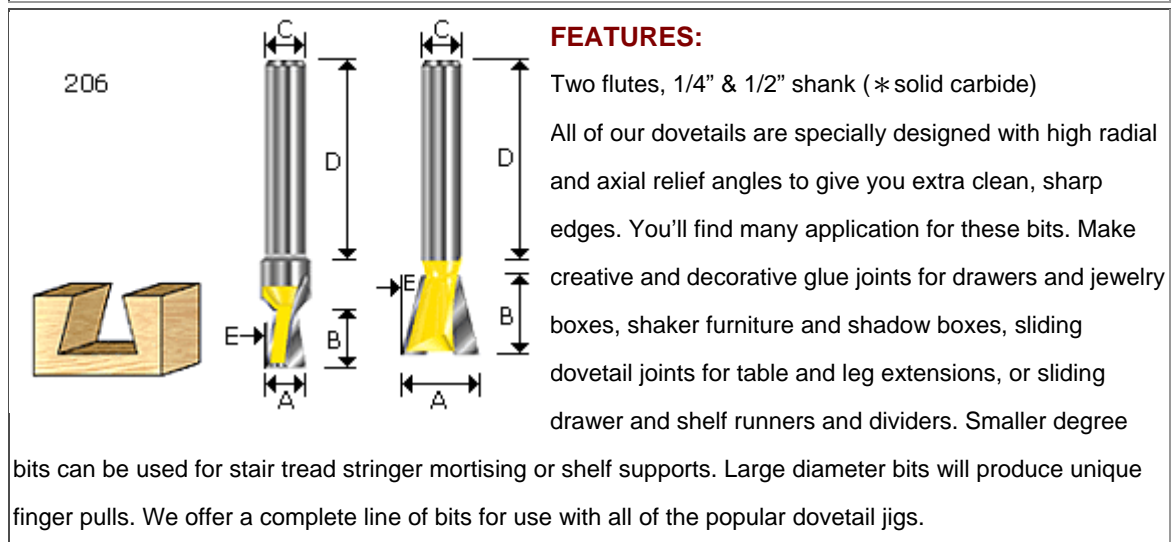 206
C
D
E
B
A
C
D
E
B
A
FEATURES:
Two flutes, 1/4” & 1/2” shank (＊solid carbide)
All of our dovetails are specially designed with high radial
and axial relief angles to give you extra clean, sharp
edges. You’ll find many application for these bits. Make
creative and decorative glue joints for drawers and jewelry
boxes, shaker furniture and shadow boxes, sliding
dovetail joints for table and leg extensions, or sliding
drawer and shelf runners and dividers. Smaller degree
bits can be used for stair tread stringer mortising or shelf supports. Large diameter bits will produce unique
finger pulls. We offer a complete line of bits for use with all of the popular dovetail jigs.